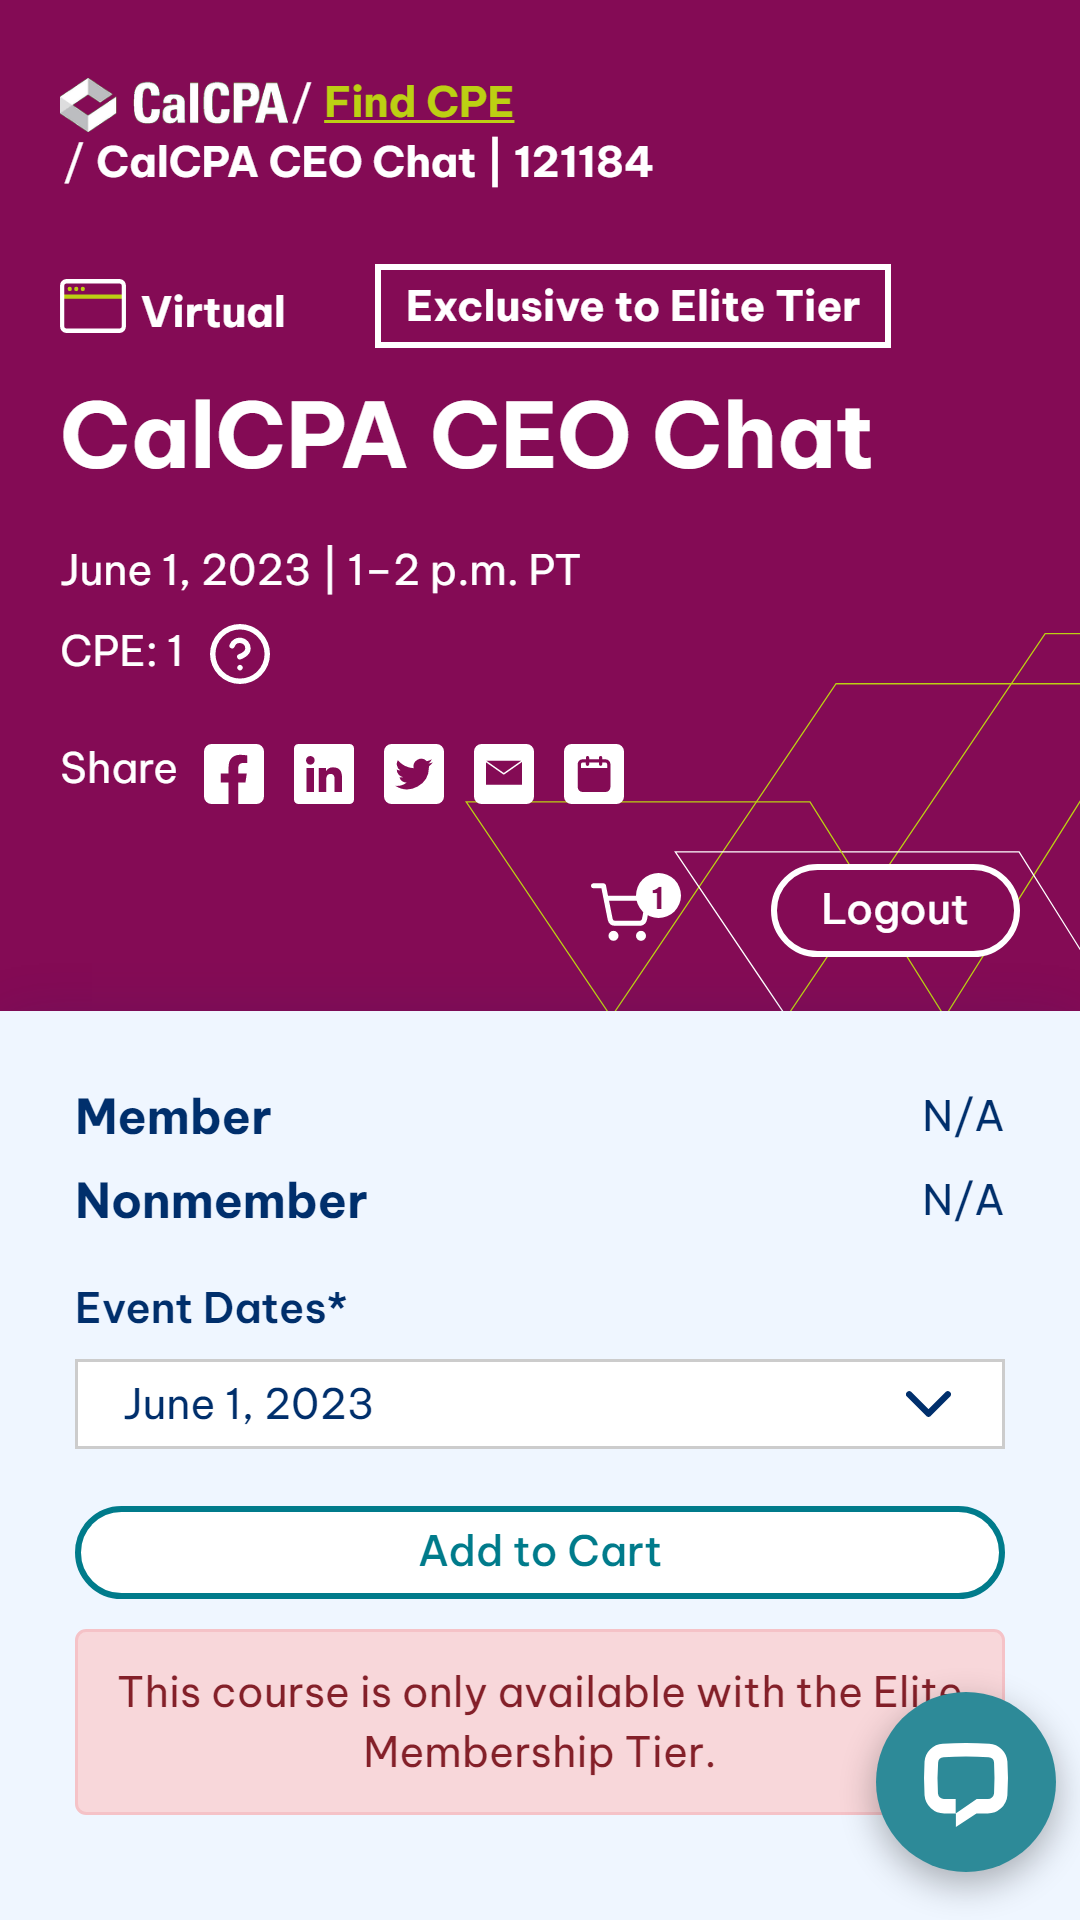 CalCPA / Find CPE
/ CalCPA CEO Chat | 121184
Virtual
Exclusive to Elite Tier
CalCPA CEO Chat
June 1, 2023 | 1–2 p.m. PT
CPE: 1 ?
Share
1
Logout
Member N/A
Nonmember N/A
Event Dates*
June 1, 2023
Add to Cart
This course is only available with the Elite
Membership Tier.